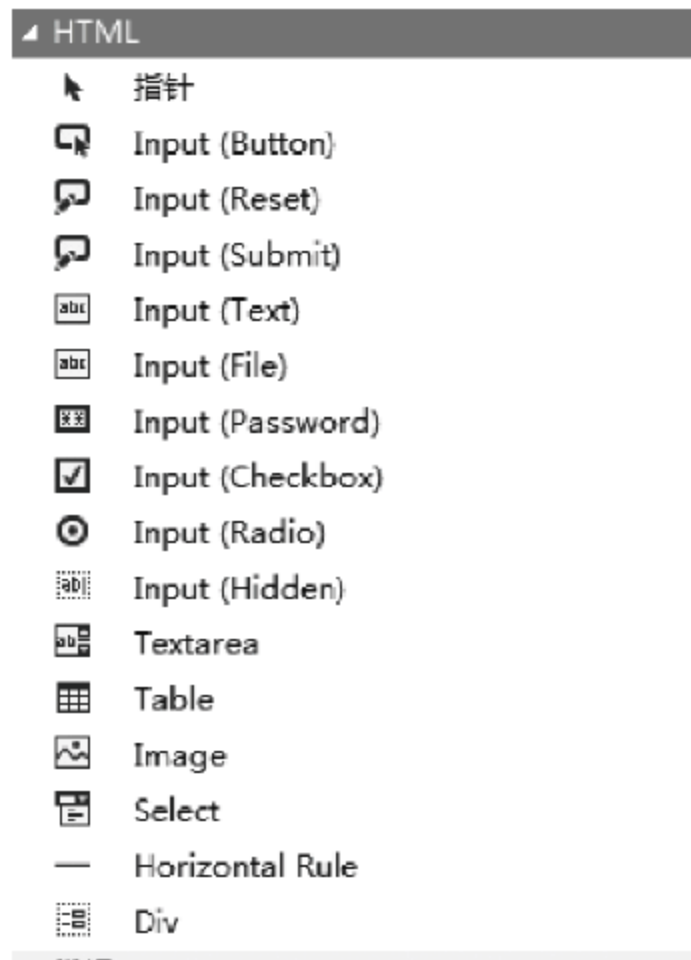 HTML
指针
Input (Button)
Input (Reset)
Input (Submit)
Input (Text)
Input (File)
Input (Password)
Input (Checkbox)
Input (Radio)
Input (Hidden)
Textarea
Table
Image
Select
Horizontal Rule
Div